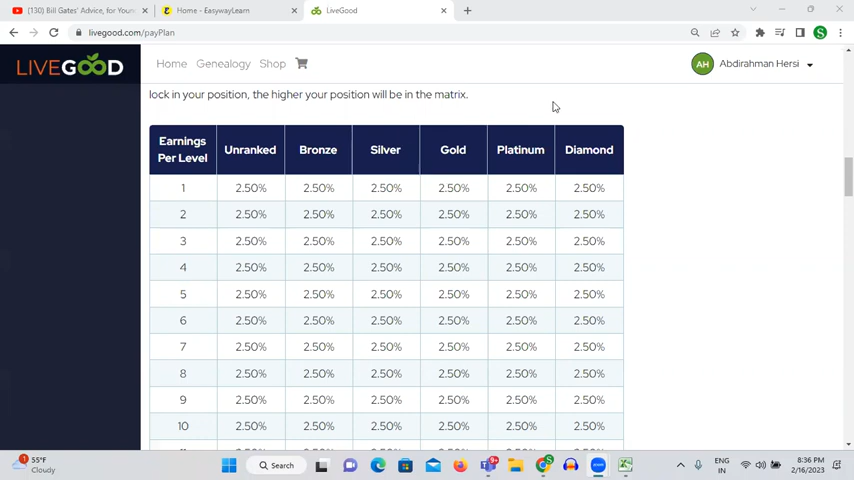 (130) Bill Gates' Advice, for Youn
Home - EasywayLearn
LiveGood
livegood.com/payPlan
LIVEGOOD
Home Genealogy Shop
AH Abdirahman Hersi
lock in your position, the higher your position will be in the matrix.
Earnings Per Level Unranked Bronze Silver Gold Platinum Diamond
1 2.50% 2.50% 2.50% 2.50% 2.50% 2.50%
2 2.50% 2.50% 2.50% 2.50% 2.50% 2.50%
3 2.50% 2.50% 2.50% 2.50% 2.50% 2.50%
4 2.50% 2.50% 2.50% 2.50% 2.50% 2.50%
5 2.50% 2.50% 2.50% 2.50% 2.50% 2.50%
6 2.50% 2.50% 2.50% 2.50% 2.50% 2.50%
7 2.50% 2.50% 2.50% 2.50% 2.50% 2.50%
8 2.50% 2.50% 2.50% 2.50% 2.50% 2.50%
9 2.50% 2.50% 2.50% 2.50% 2.50% 2.50%
10 2.50% 2.50% 2.50% 2.50% 2.50% 2.50%
55°F
Cloudy
Search
9+
ENG
IN
8:36 PM
2/16/2023